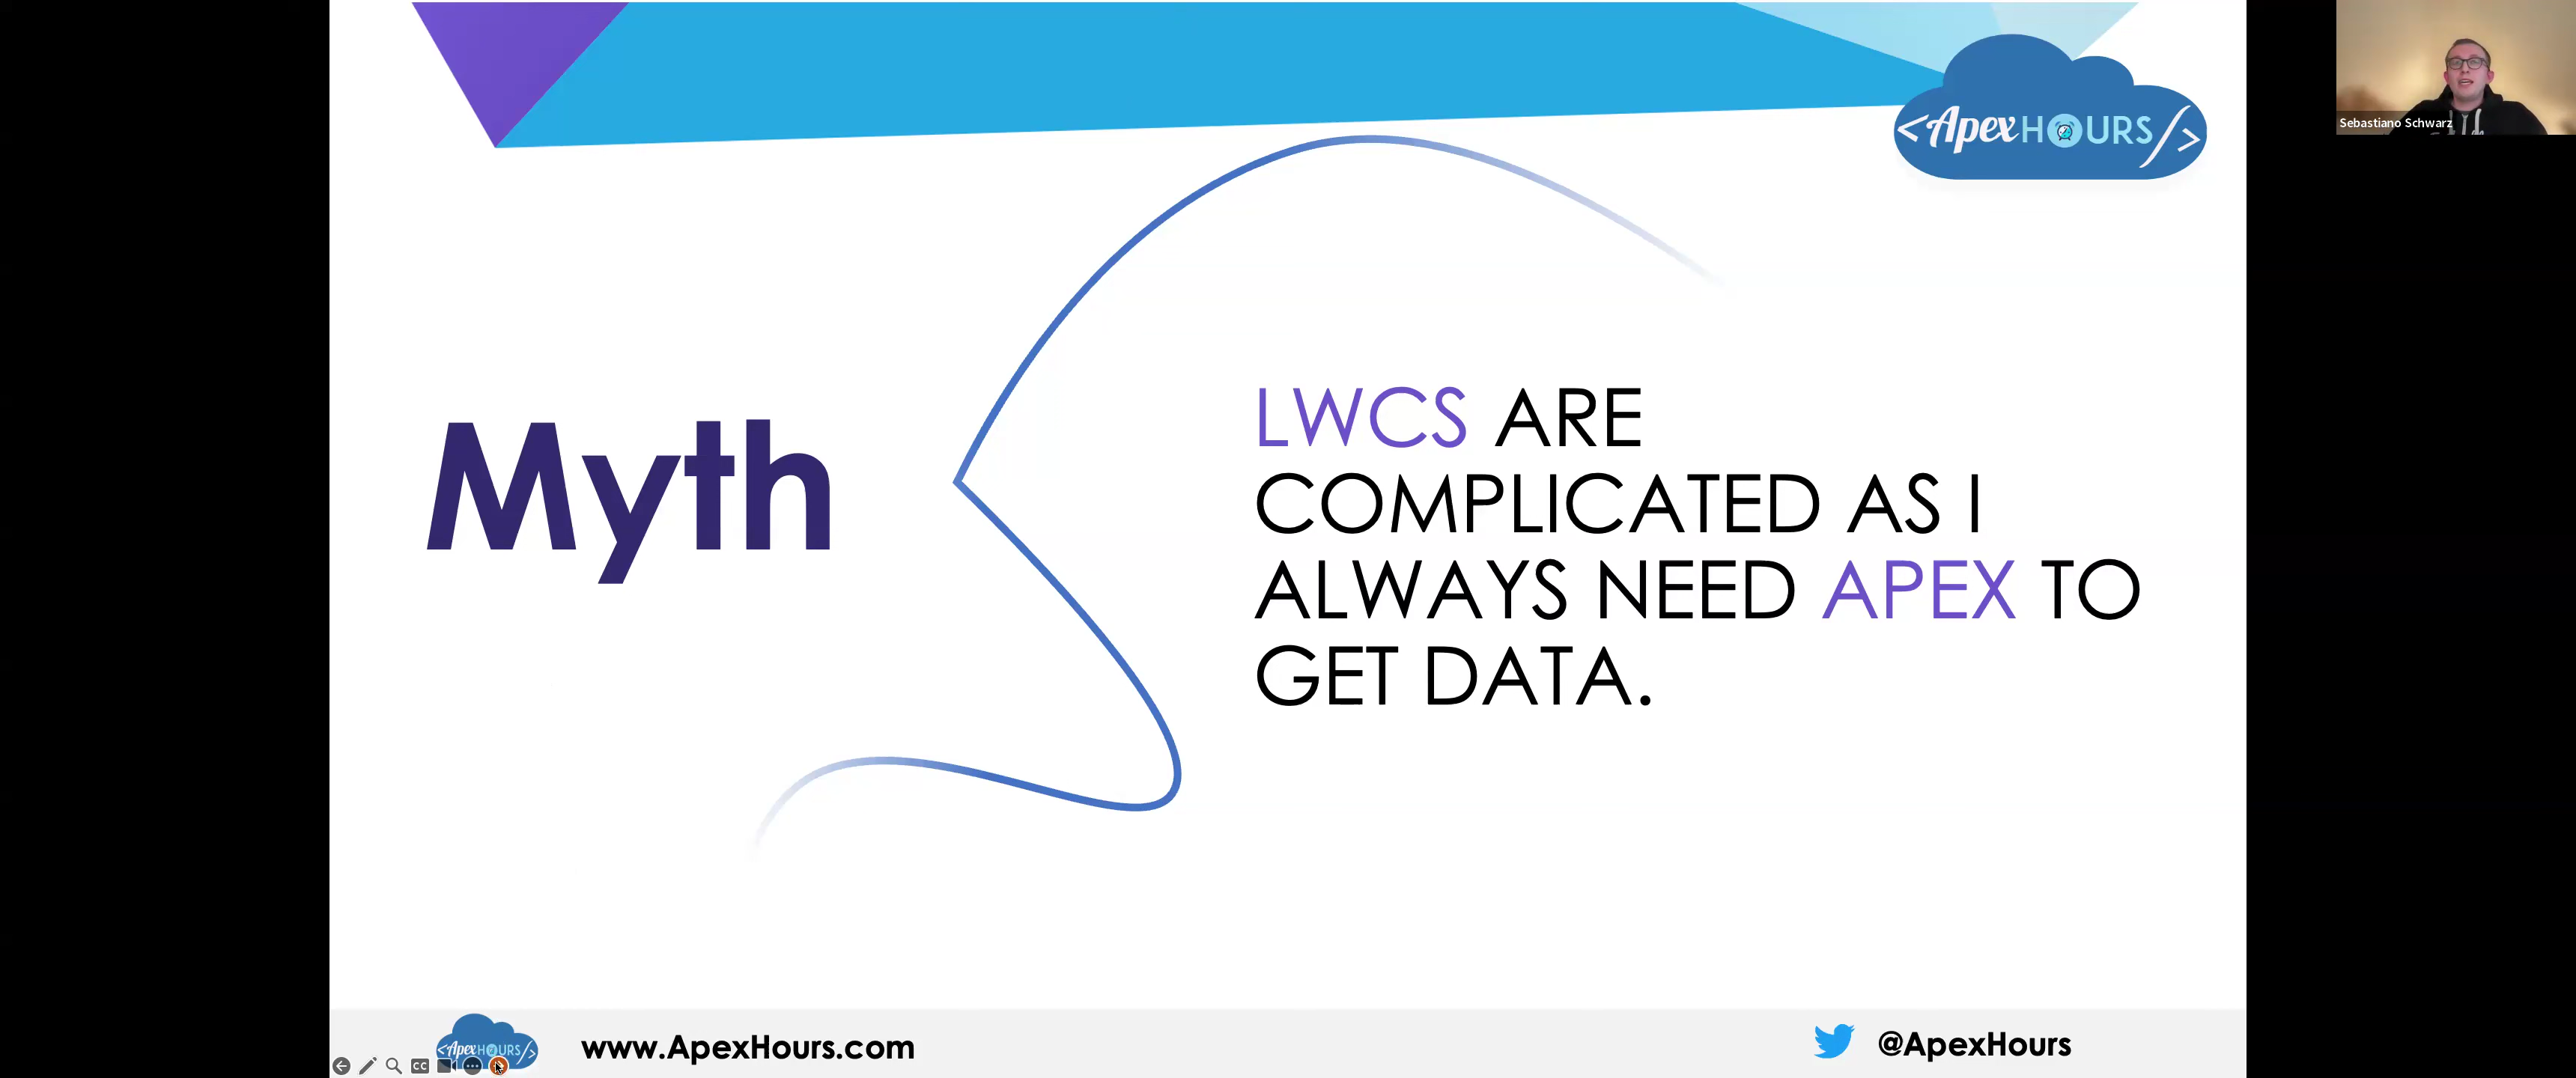 <ApexHOURS/>
Sebastiano Schwarz
Myth
LWCS ARE
COMPLICATED AS I
ALWAYS NEED APEX TO
GET DATA.
<ApexHOURS/>
www.ApexHours.com
@ApexHours
CC